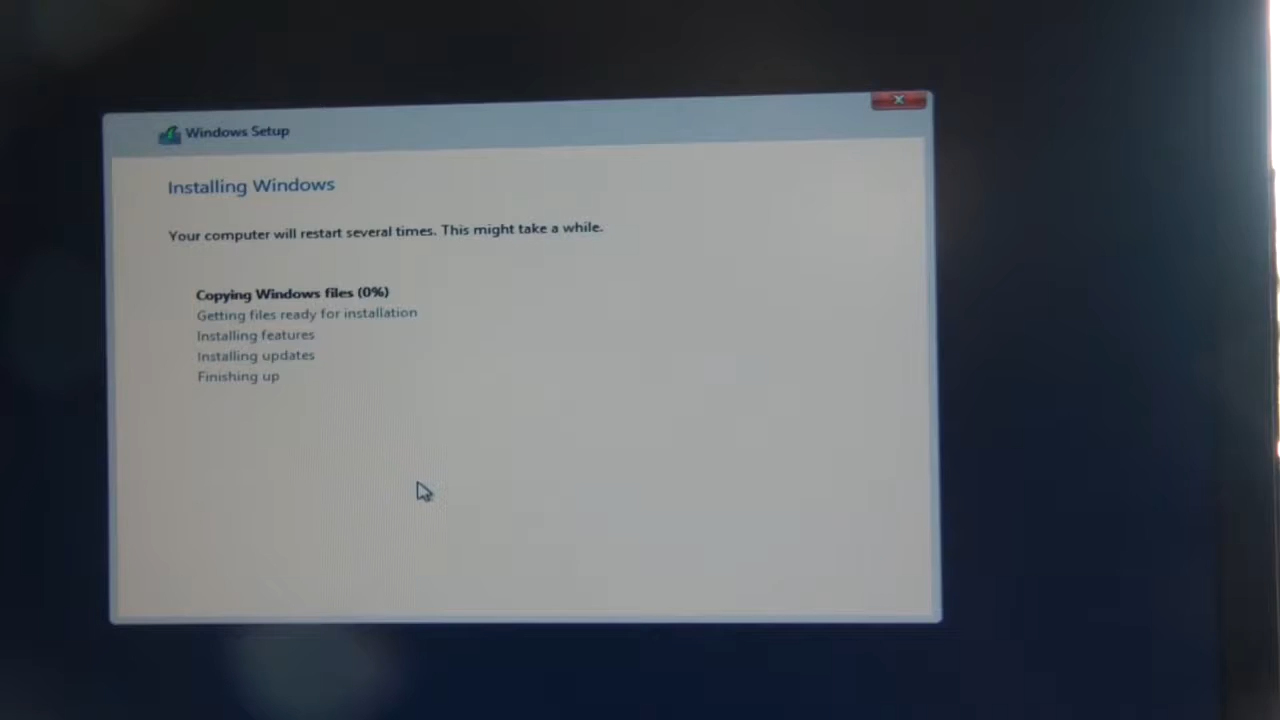 Windows Setup
Installing Windows
Your computer will restart several times. This might take a while.
Copying Windows files (0%)
Getting files ready for installation
Installing features
Installing updates
Finishing up